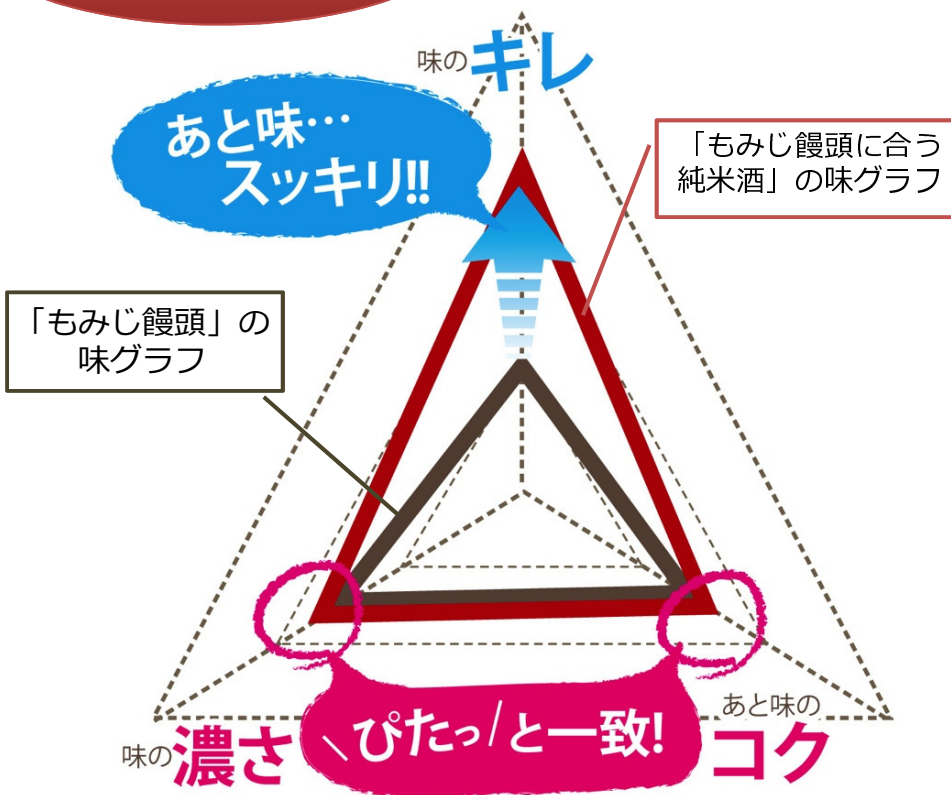 味のキレ
あと味…
スッキリ!!
「もみじ饅頭に合う
純米酒」の味グラフ
「もみじ饅頭」の
味グラフ
味の濃さ
\ぴたっ/と一致!
あと味の
コク